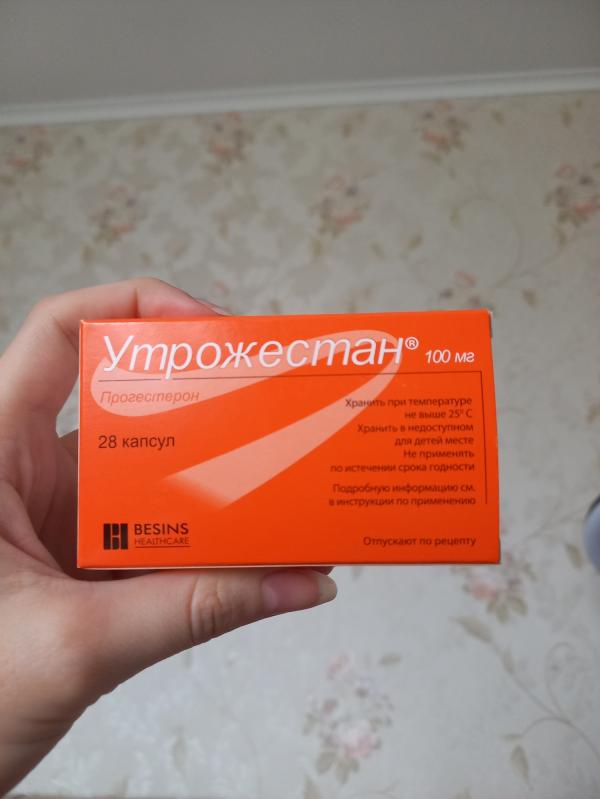 Утрожестан® 100 мг
Прогестерон
28 капсул
Хранить при температуре
не выше 25⁰ С
Хранить в недоступном
для детей месте
Не применять
по истечении срока годности
Подробную информацию см.
в инструкции по применению
BESINS
HEALTHCARE
Отпускают по рецепту